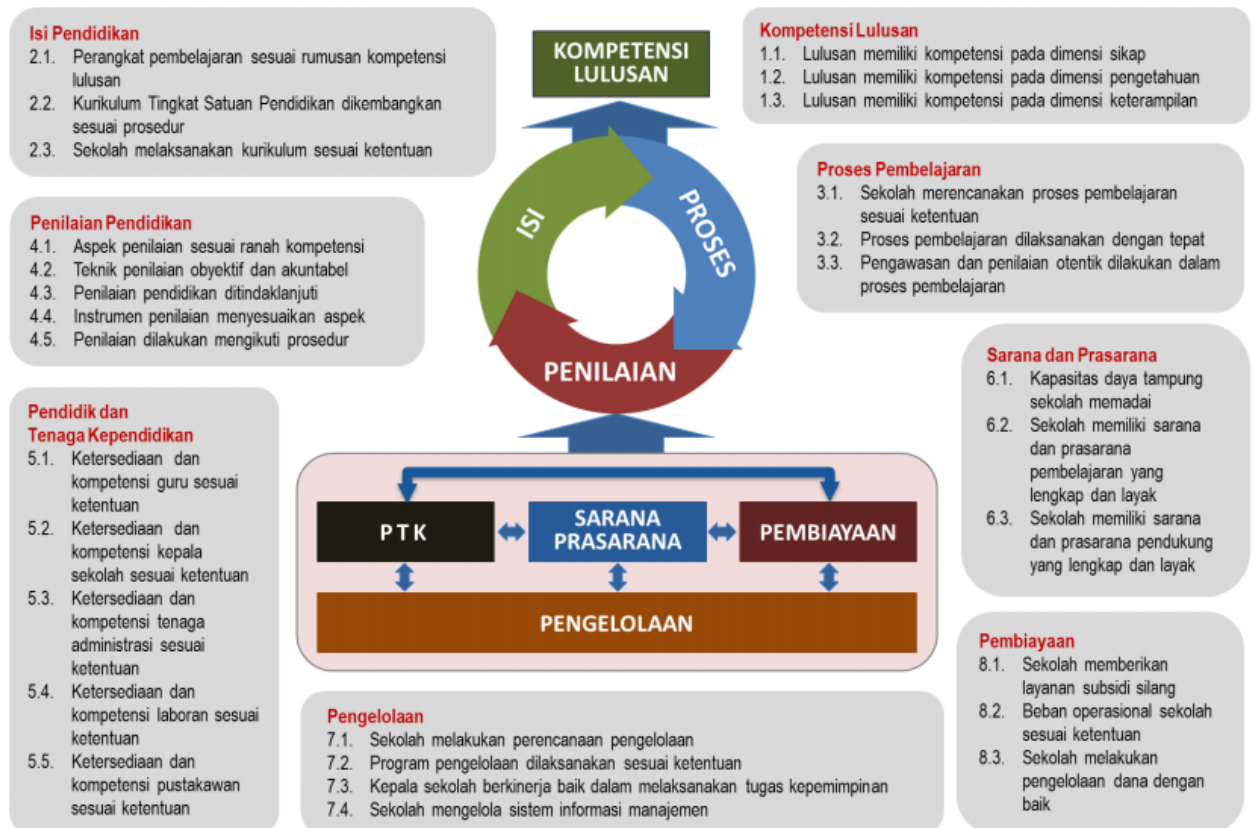 Isi Pendidikan
2.1. Perangkat pembelajaran sesuai rumusan kompetensi
lulusan
2.2. Kurikulum Tingkat Satuan Pendidikan dikembangkan
sesuai prosedur
2.3. Sekolah melaksanakan kurikulum sesuai ketentuan
KOMPETENSI
LULUSAN
Kompetensi Lulusan
1.1. Lulusan memiliki kompetensi pada dimensi sikap
1.2. Lulusan memiliki kompetensi pada dimensi pengetahuan
1.3. Lulusan memiliki kompetensi pada dimensi keterampilan
Penilaian Pendidikan
4.1. Aspek penilaian sesuai ranah kompetensi
4.2. Teknik penilaian obyektif dan akuntabel
4.3. Penilaian pendidikan ditindaklanjuti
4.4. Instrumen penilaian menyesuaikan aspek
4.5. Penilaian dilakukan mengikuti prosedur
ISI
PROSES
PENILAIAN
Proses Pembelajaran
3.1. Sekolah merencanakan proses pembelajaran
sesuai ketentuan
3.2. Proses pembelajaran dilaksanakan dengan tepat
3.3. Pengawasan dan penilaian otentik dilakukan dalam
proses pembelajaran
Pendidik dan
Tenaga Kependidikan
5.1. Ketersediaan dan
kompetensi guru sesuai
ketentuan
5.2. Ketersediaan dan
kompetensi kepala
sekolah sesuai ketentuan
5.3. Ketersediaan dan
kompetensi tenaga
administrasi sesuai
ketentuan
5.4. Ketersediaan dan
kompetensi laboran sesuai
ketentuan
5.5. Ketersediaan dan
kompetensi pustakawan
sesuai ketentuan
PTK
SARANA
PRASARANA
PEMBIAYAAN
PENGELOLAAN
Sarana dan Prasarana
6.1. Kapasitas daya tampung
sekolah memadai
6.2. Sekolah memiliki sarana
dan prasarana
pembelajaran yang
lengkap dan layak
6.3. Sekolah memiliki sarana
dan prasarana pendukung
yang lengkap dan layak
Pengelolaan
7.1. Sekolah melakukan perencanaan pengelolaan
7.2. Program pengelolaan dilaksanakan sesuai ketentuan
7.3. Kepala sekolah berkinerja baik dalam melaksanakan tugas kepemimpinan
7.4. Sekolah mengelola sistem informasi manajemen
Pembiayaan
8.1. Sekolah memberikan
layanan subsidi silang
8.2. Beban operasional sekolah
sesuai ketentuan
8.3. Sekolah melakukan
pengelolaan dana dengan
baik